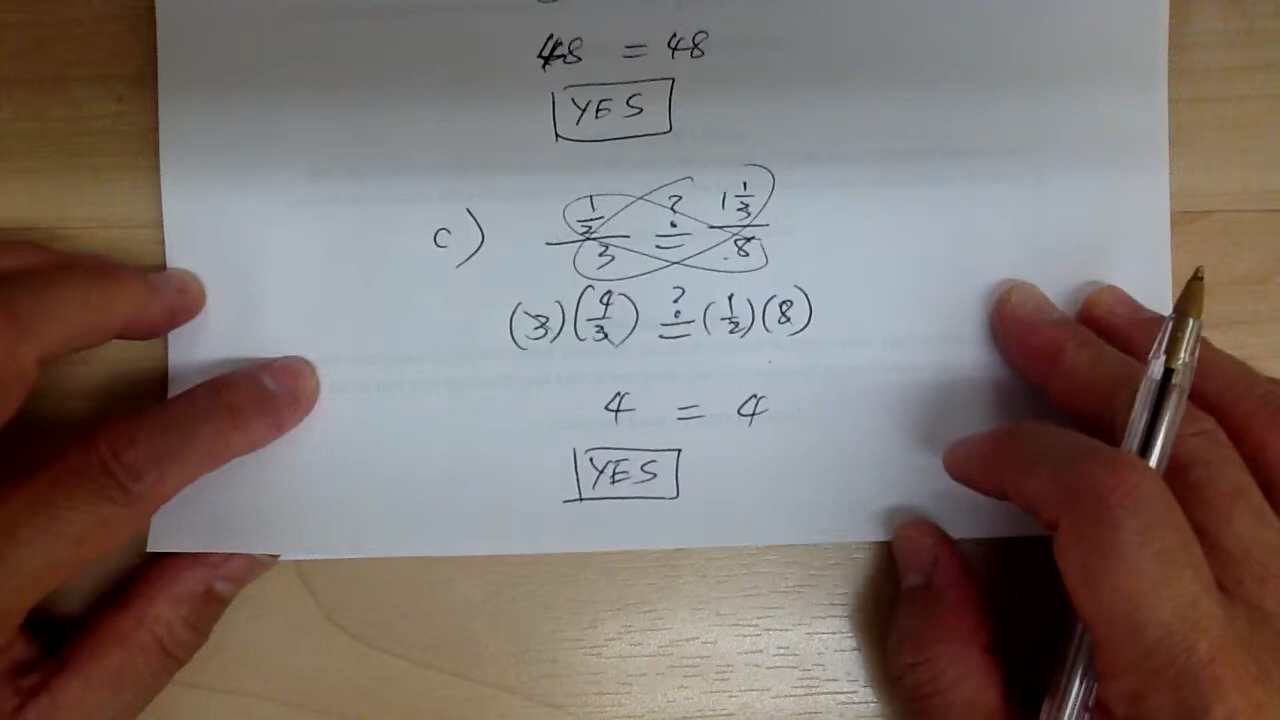 48 = 48
YES
c) (1/2)/3 ≟ (1 1/3)/8
(3)(4/3) ≟ (1/2)(8)
4 = 4
YES